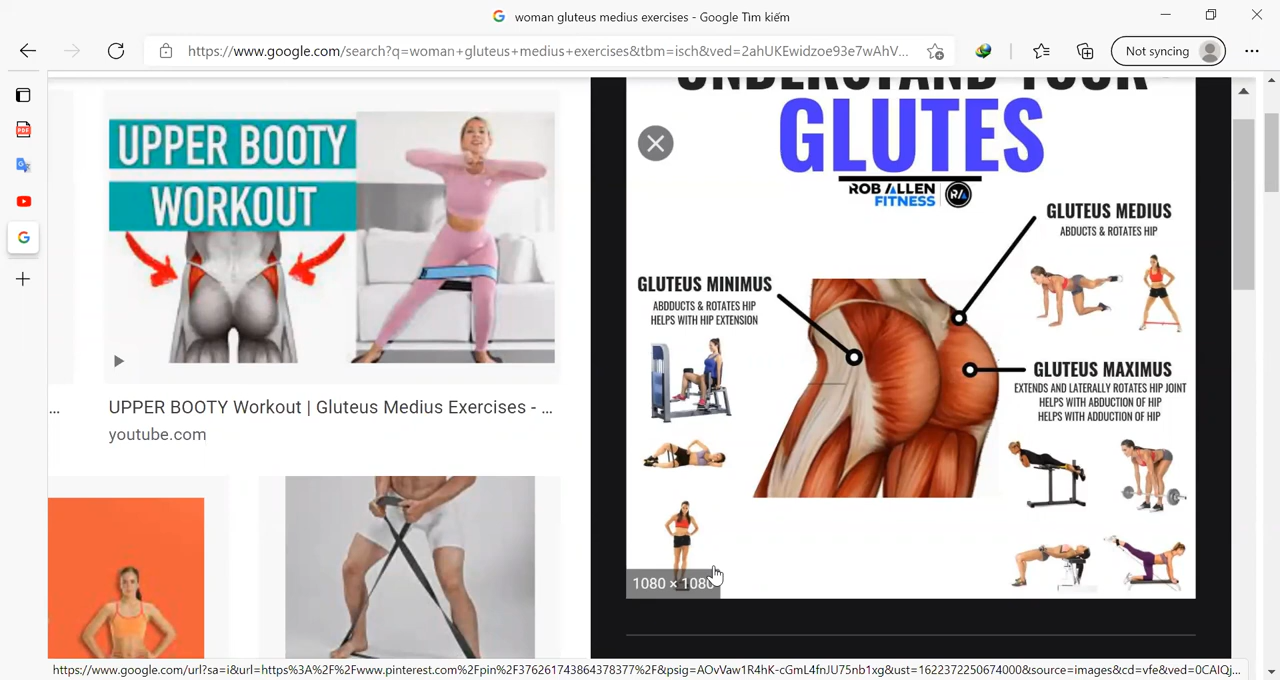 woman gluteus medius exercises - Google Tìm kiếm
https://www.google.com/search?q=woman+gluteus+medius+exercises&tbm=isch&ved=2ahUKEwidzoe93e7wAhV...
Not syncing
UPPER BOOTY
WORKOUT
UPPER BOOTY Workout | Gluteus Medius Exercises - ...
youtube.com
...
UNDERSTAND YOUR
GLUTES
ROB ALLEN
FITNESS
RA
GLUTEUS MEDIUS
ABDUCTS & ROTATES HIP
GLUTEUS MINIMUS
ABDDUCTS & ROTATES HIP
HELPS WITH HIP EXTENSION
GLUTEUS MAXIMUS
EXTENDS AND LATERALLY ROTATES HIP JOINT
HELPS WITH ABDUCTION OF HIP
HELPS WITH ADDUCTION OF HIP
1080 × 1080
https://www.google.com/url?sa=i&url=https%3A%2F%2Fwww.pinterest.com%2Fpin%2F376261743864378377%2F&psig=AOvVaw1R4hK-cGmL4fnJU75nb1xg&ust=1622372250674000&source=images&cd=vfe&ved=0CAIQj...